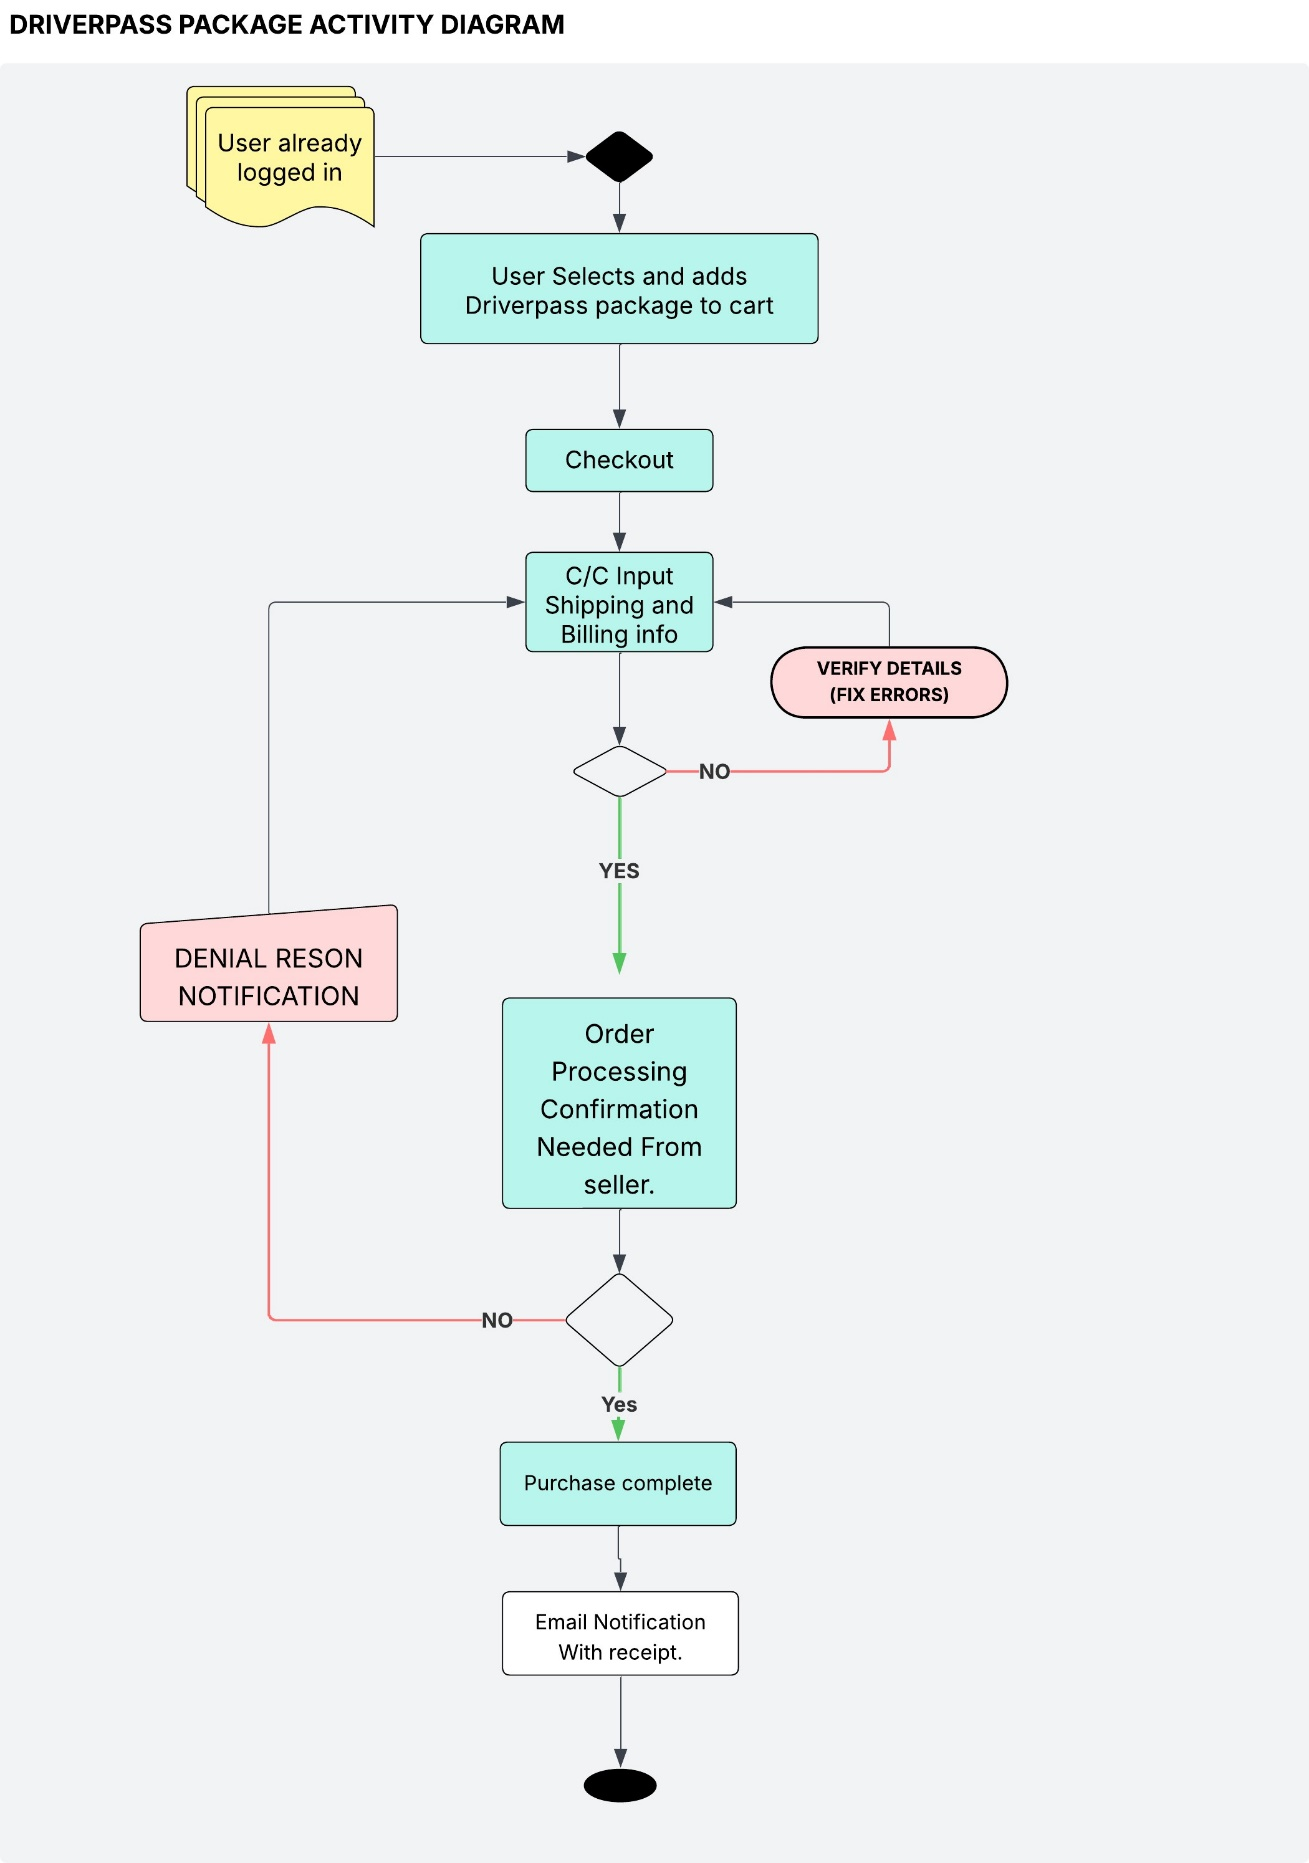 DRIVERPASS PACKAGE ACTIVITY DIAGRAM
User already
logged in
User Selects and adds
Driverpass package to cart
Checkout
C/C Input
Shipping and
Billing info
VERIFY DETAILS
(FIX ERRORS)
NO
YES
DENIAL RESON
NOTIFICATION
Order
Processing
Confirmation
Needed From
seller.
NO
Yes
Purchase complete
Email Notification
With receipt.